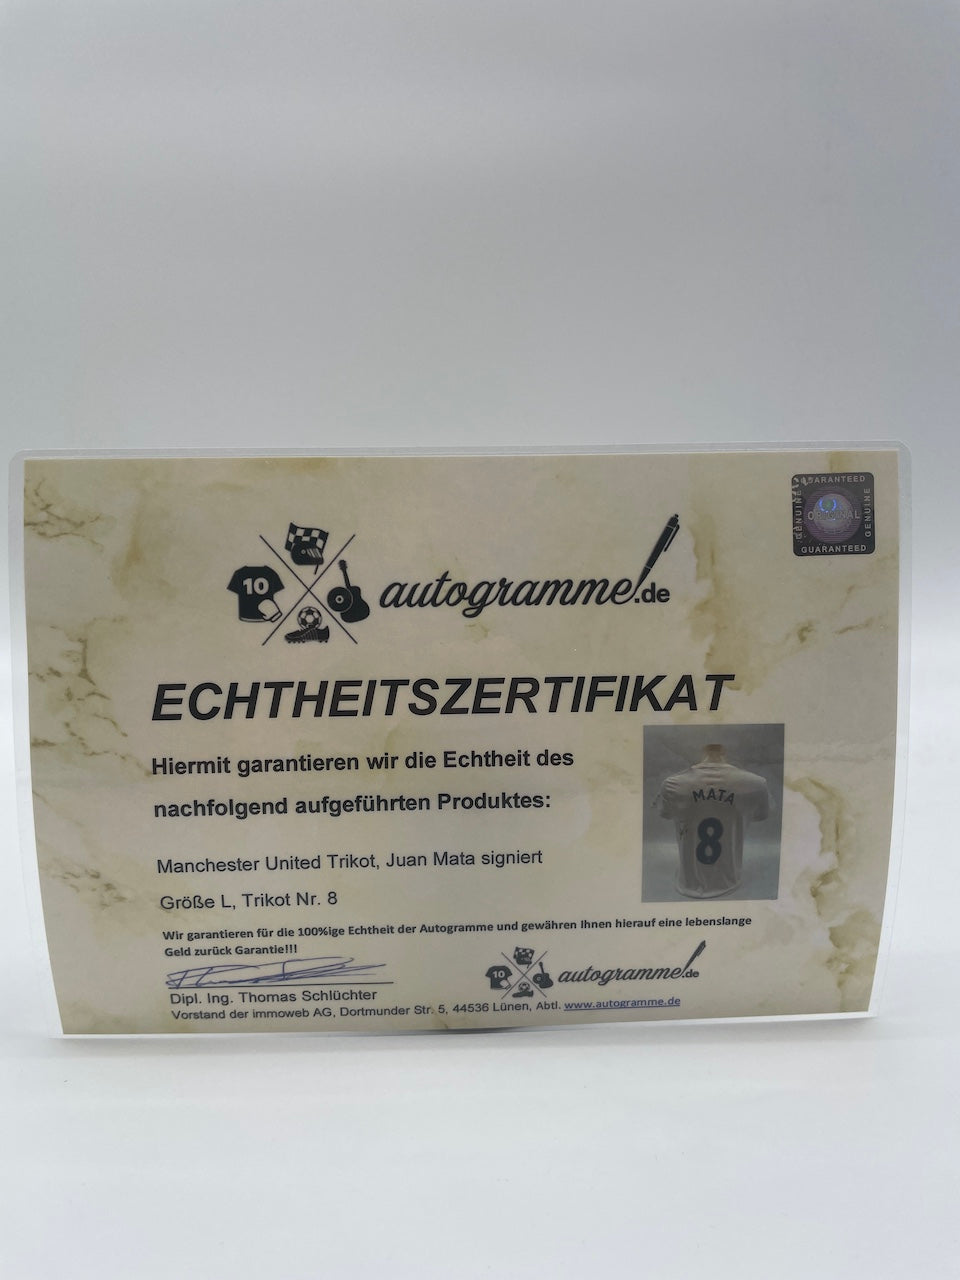 GUARANTEED
GENUINE
ORIGINAL
GENUINE
GUARANTEED
10
autogramme.de
ECHTHEITSZERTIFIKAT
Hiermit garantieren wir die Echtheit des
nachfolgend aufgeführten Produktes:
MATA
8
Manchester United Trikot, Juan Mata signiert
Größe L, Trikot Nr. 8
Wir garantieren für die 100%ige Echtheit der Autogramme und gewähren Ihnen hierauf eine lebenslange
Geld zurück Garantie!!!
10
autogramme.de
Dipl. Ing. Thomas Schlüchter
Vorstand der immoweb AG, Dortmunder Str. 5, 44536 Lünen, Abtl. www.autogramme.de